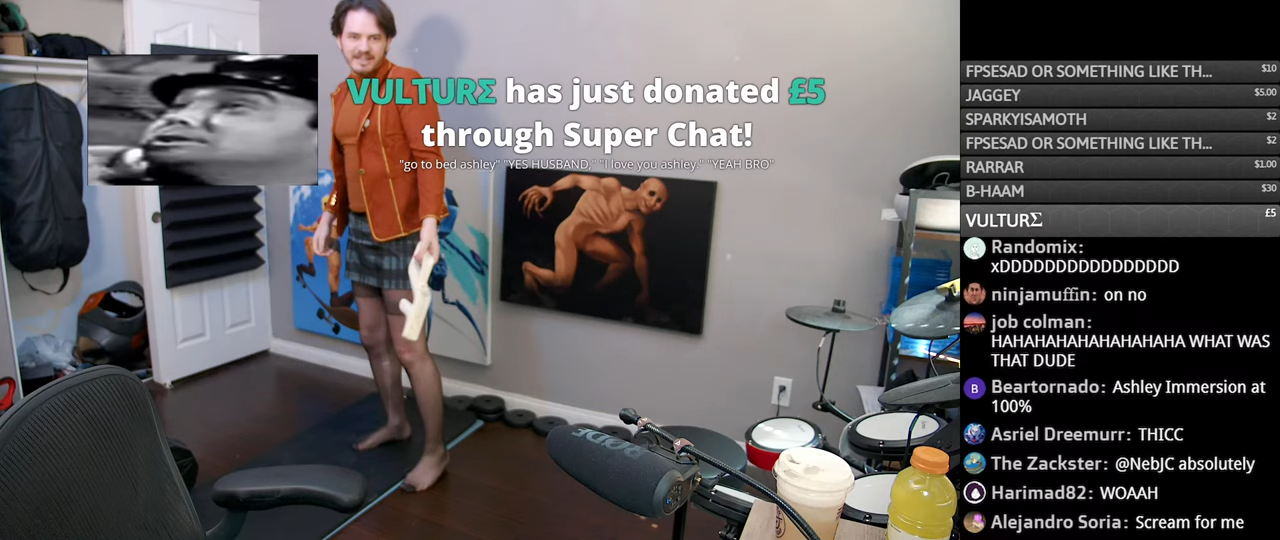 VULTURΣ has just donated £5
through Super Chat!
"go to bed ashley" "YES HUSBAND," "I love you ashley." "YEAH BRO"
RODE
FPSESAD OR SOMETHING LIKE TH... $10
JAGGEY $5.00
SPARKYISAMOTH $2
FPSESAD OR SOMETHING LIKE TH... $2
RARRAR $1.00
B-HAAM $30
VULTURΣ £5
Randomix:
xDDDDDDDDDDDDDDDDD
ninjamuffin: on no
job colman:
HAHAHAHAHAHAHAHAHA WHAT WAS
THAT DUDE
B Beartornado: Ashley Immersion at
100%
Asriel Dreemurr: THICC
The Zackster: @NebJC absolutely
Harimad82: WOAAH
Alejandro Soria: Scream for me